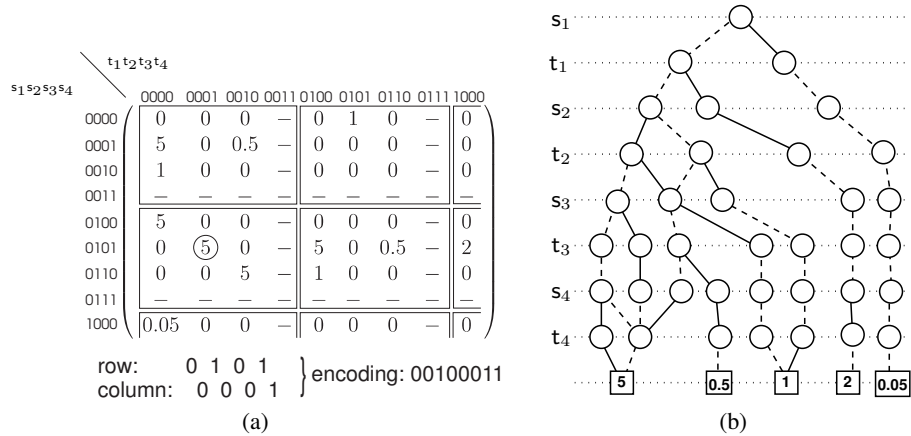 t1t2t3t4
s1s2s3s4
0000 0001 0010 0011 0100 0101 0110 0111 1000
0000 0 0 0 − 0 1 0 − 0
0001 5 0 0.5 − 0 0 0 − 0
0010 1 0 0 − 0 0 0 − 0
0011 − − − − − − − − −
0100 5 0 0 − 0 0 0 − 0
0101 0 5 0 − 5 0 0.5 − 2
0110 0 0 5 − 1 0 0 − 0
0111 − − − − − − − − −
1000 0.05 0 0 − 0 0 0 − 0
row: 0 1 0 1
column: 0 0 0 1
} encoding: 00100011
(a)
s1
t1
s2
t2
s3
t3
s4
t4
5 0.5 1 2 0.05
(b)